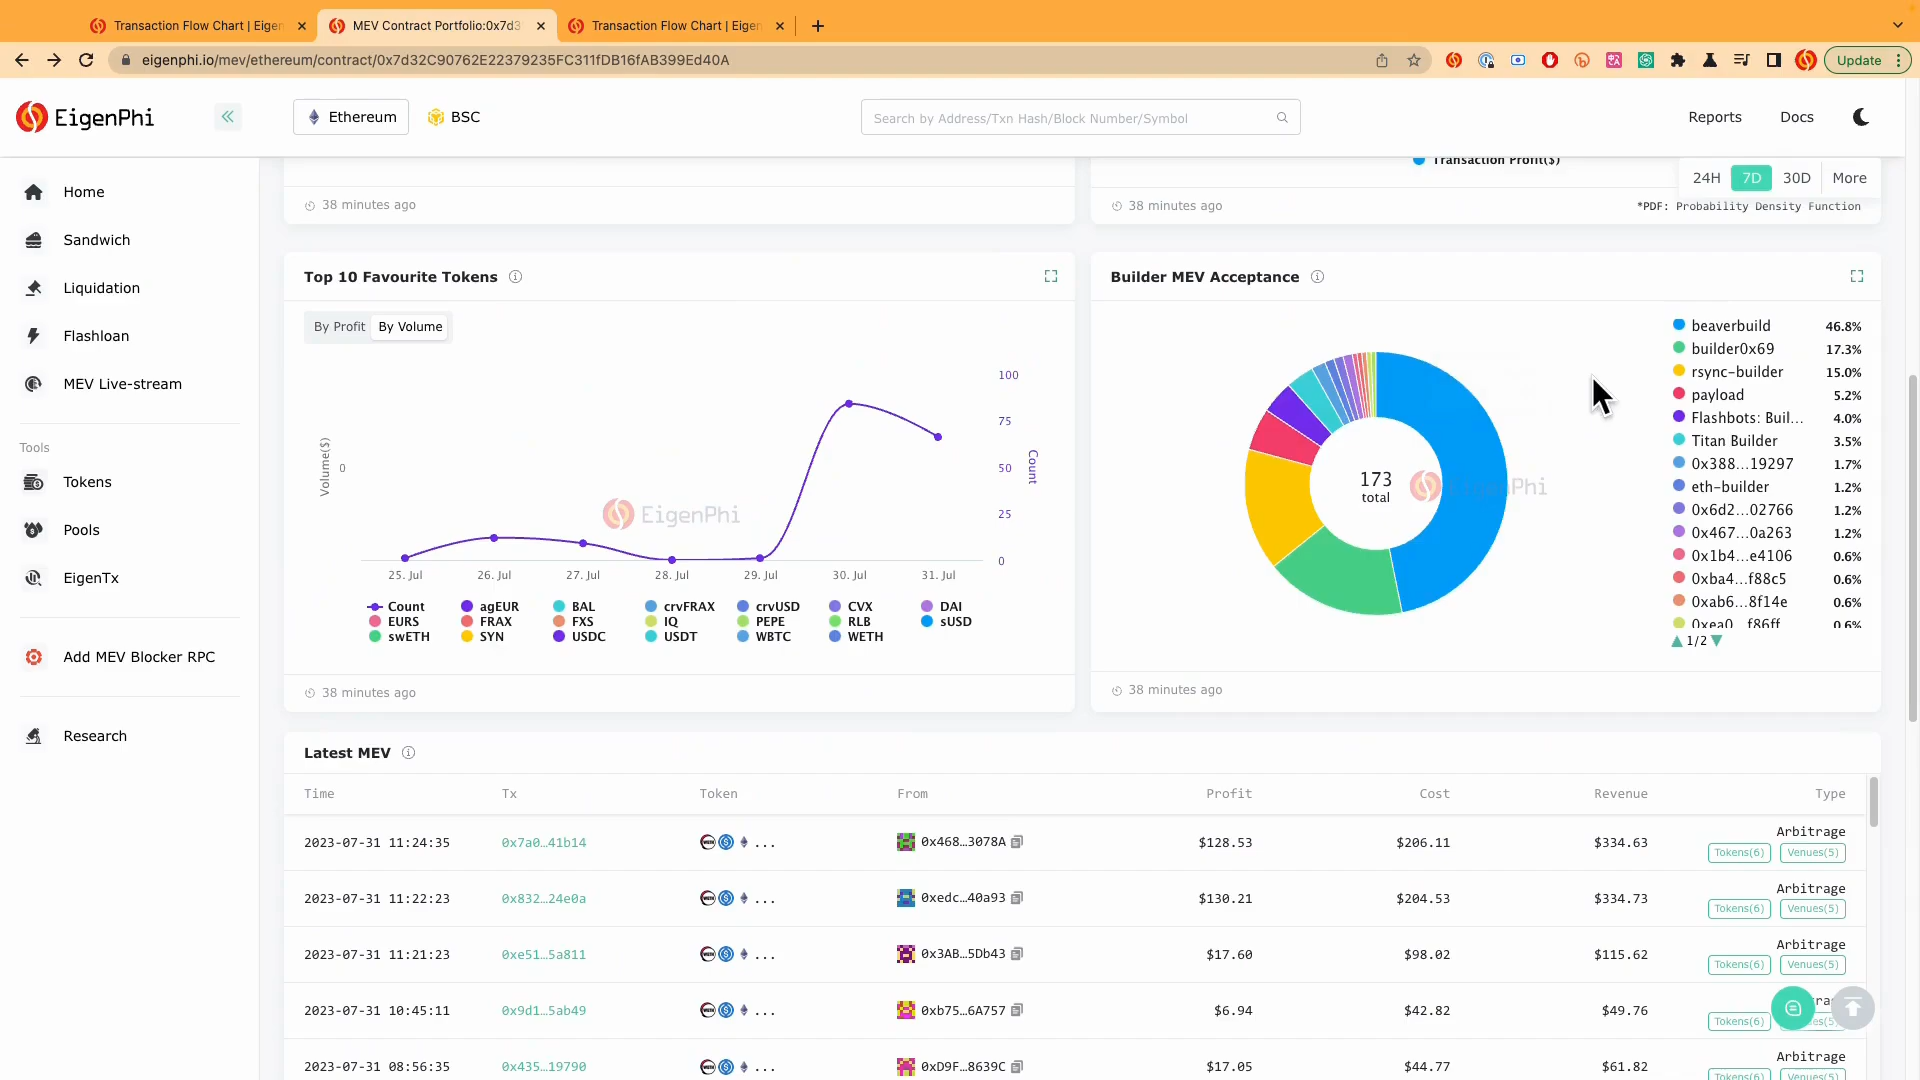 Transaction Flow Chart | Eigen
MEV Contract Portfolio:0x7d3
Transaction Flow Chart | Eigen
eigenphi.io/mev/ethereum/contract/0x7d32C90762E22379235FC311fDB16fAB399Ed40A
Update
EigenPhi
Ethereum
BSC
Search by Address/Txn Hash/Block Number/Symbol
Reports
Docs
Home
Sandwich
Liquidation
Flashloan
MEV Live-stream
Tools
Tokens
Pools
EigenTx
Add MEV Blocker RPC
Research
Transaction Profit($)
24H 7D 30D More
38 minutes ago
38 minutes ago
*PDF: Probability Density Function
Top 10 Favourite Tokens
By Profit By Volume
Volume($)
0
100
75
50
25
0
Count
25. Jul 26. Jul 27. Jul 28. Jul 29. Jul 30. Jul 31. Jul
EigenPhi
Count agEUR BAL crvFRAX crvUSD CVX DAI
EURS FRAX FXS IQ PEPE RLB sUSD
swETH SYN USDC USDT WBTC WETH
38 minutes ago
Builder MEV Acceptance
173
total
beaverbuild 46.8%
builder0x69 17.3%
rsync-builder 15.0%
payload 5.2%
Flashbots: Buil... 4.0%
Titan Builder 3.5%
0x388...19297 1.7%
eth-builder 1.2%
0x6d2...02766 1.2%
0x467...0a263 1.2%
0x1b4...e4106 0.6%
0xba4...f88c5 0.6%
0xab6...8f14e 0.6%
0xea0...f86ff 0.6%
1/2
38 minutes ago
Latest MEV
Time Tx Token From Profit Cost Revenue Type
2023-07-31 11:24:35 0x7a0…41b14 ... 0x468…3078A $128.53 $206.11 $334.63 Arbitrage
Tokens(6) Venues(5)
2023-07-31 11:22:23 0x832…24e0a ... 0xedc…40a93 $130.21 $204.53 $334.73 Arbitrage
Tokens(6) Venues(5)
2023-07-31 11:21:23 0xe51…5a811 ... 0x3AB…5Db43 $17.60 $98.02 $115.62 Arbitrage
Tokens(6) Venues(5)
2023-07-31 10:45:11 0x9d1…5ab49 ... 0xb75…6A757 $6.94 $42.82 $49.76
Tokens(6)
2023-07-31 08:56:35 0x435…19790 ... 0xD9F…8639C $17.05 $44.77 $61.82 Arbitrage